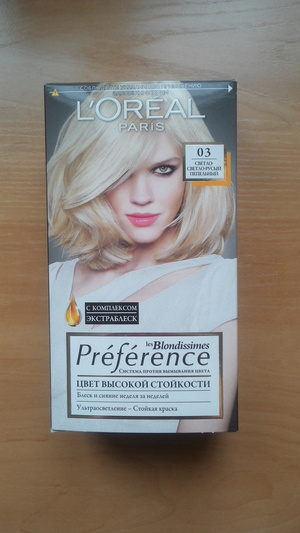 L'ORÉAL
PARIS
03
СВЕТЛО-
СВЕТЛО-РУСЫЙ
ПЕПЕЛЬНЫЙ
С КОМПЛЕКСОМ
ЭКСТРАБЛЕСК
les Blondissimes
Préférence
СИСТЕМА ПРОТИВ ВЫМЫВАНИЯ ЦВЕТА
ЦВЕТ ВЫСОКОЙ СТОЙКОСТИ
Блеск и сияние неделя за неделей
Ультраосветление – Стойкая краска